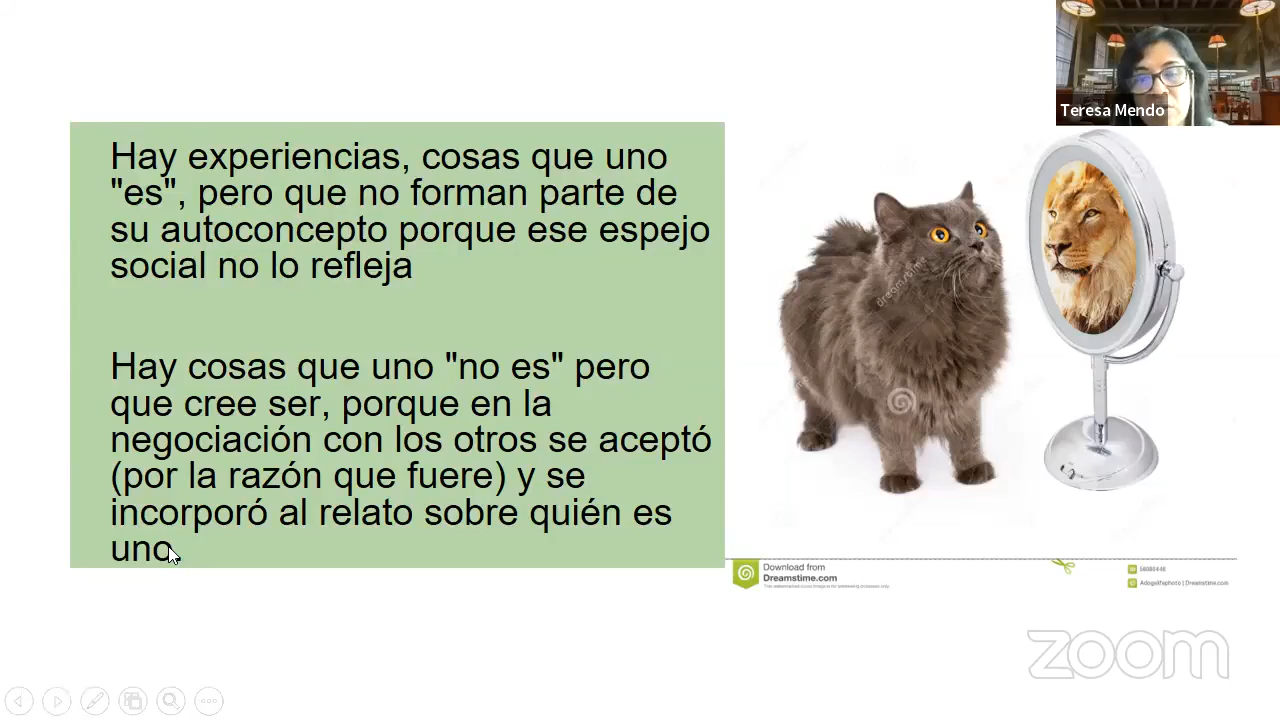 Teresa Mendo
Hay experiencias, cosas que uno
"es", pero que no forman parte de
su autoconcepto porque ese espejo
social no lo refleja
Hay cosas que uno "no es" pero
que cree ser, porque en la
negociación con los otros se aceptó
(por la razón que fuere) y se
incorporó al relato sobre quién es
uno
dreamstime
Download from
Dreamstime.com
zoom